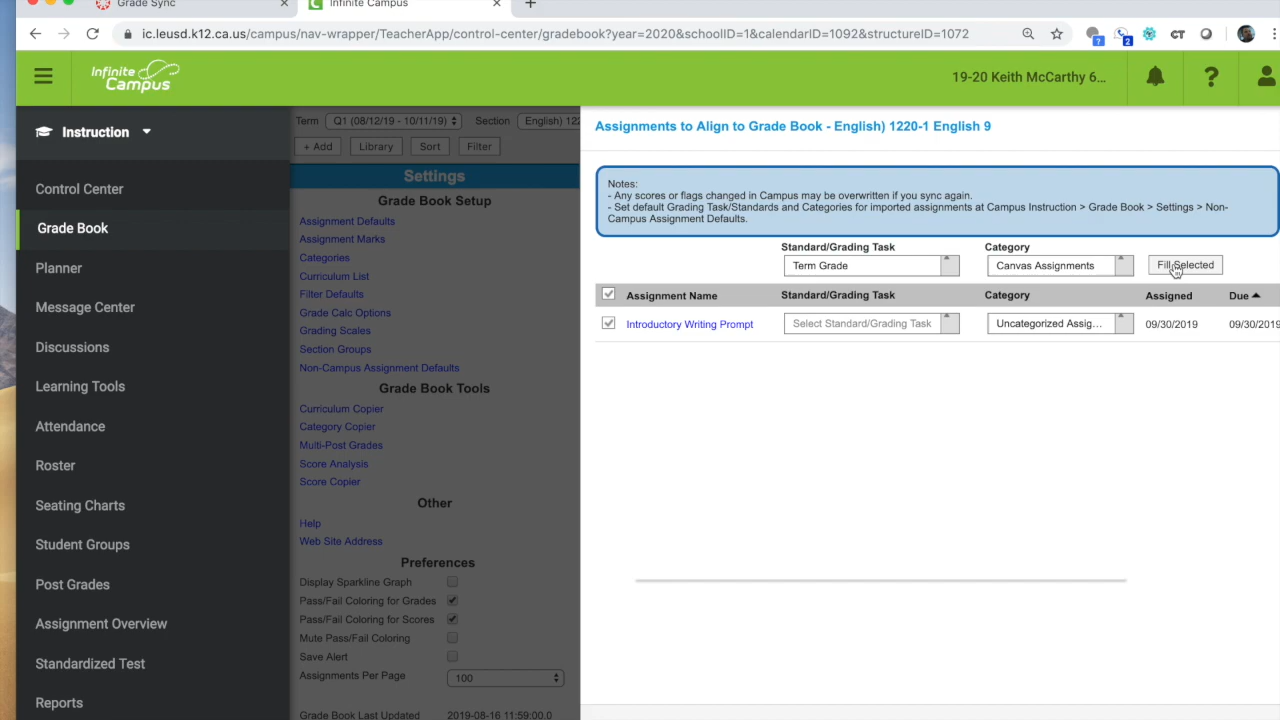 Grade Sync
Infinite Campus
ic.leusd.k12.ca.us/campus/nav-wrapper/TeacherApp/control-center/gradebook?year=2020&schoolID=1&calendarID=1092&structureID=1072
?
2
CT
Infinite
Campus
19-20 Keith McCarthy 6...
?
Instruction
Control Center
Grade Book
Planner
Message Center
Discussions
Learning Tools
Attendance
Roster
Seating Charts
Student Groups
Post Grades
Assignment Overview
Standardized Test
Reports
Term Q1 (08/12/19 - 10/11/19) Section English) 122
+ Add Library Sort Filter
Settings
Grade Book Setup
Assignment Defaults
Assignment Marks
Categories
Curriculum List
Filter Defaults
Grade Calc Options
Grading Scales
Section Groups
Non-Campus Assignment Defaults
Grade Book Tools
Curriculum Copier
Category Copier
Multi-Post Grades
Score Analysis
Score Copier
Other
Help
Web Site Address
Preferences
Display Sparkline Graph
Pass/Fail Coloring for Grades
Pass/Fail Coloring for Scores
Mute Pass/Fail Coloring
Save Alert
Assignments Per Page 100
Grade Book Last Updated 2019-08-16 11:59:00.0
Assignments to Align to Grade Book - English) 1220-1 English 9
Notes:
- Any scores or flags changed in Campus may be overwritten if you sync again.
- Set default Grading Task/Standards and Categories for imported assignments at Campus Instruction > Grade Book > Settings > Non-
Campus Assignment Defaults.
Standard/Grading Task Category
Term Grade Canvas Assignments Fill Selected
Assignment Name Standard/Grading Task Category Assigned Due
Introductory Writing Prompt Select Standard/Grading Task Uncategorized Assig... 09/30/2019 09/30/2019